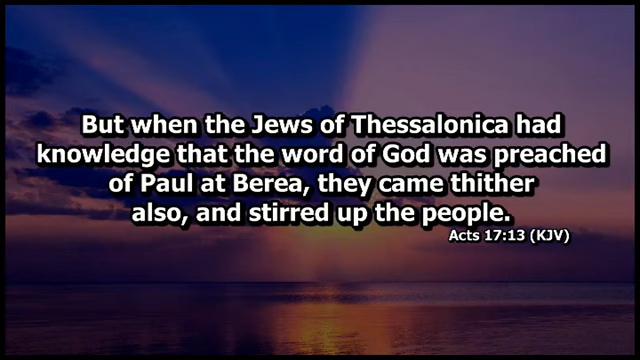 But when the Jews of Thessalonica had
knowledge that the word of God was preached
of Paul at Berea, they came thither
also, and stirred up the people.
Acts 17:13 (KJV)